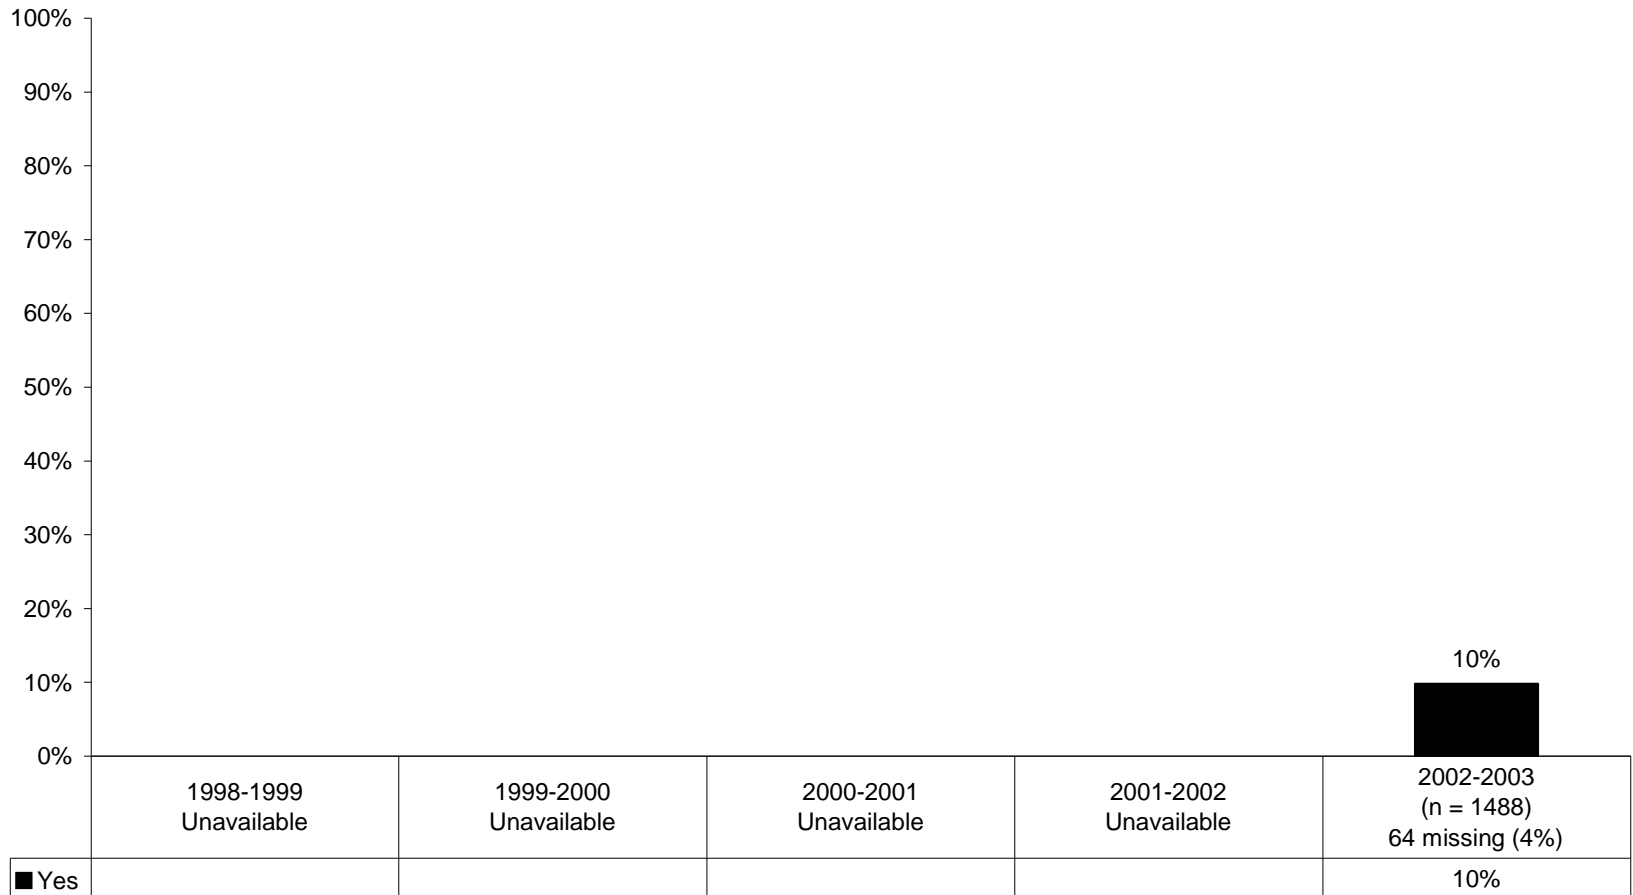 100%
90%
80%
70%
60%
50%
40%
30%
20%
10%
0%
10%
1998-1999
Unavailable
1999-2000
Unavailable
2000-2001
Unavailable
2001-2002
Unavailable
2002-2003
(n = 1488)
64 missing (4%)
Yes
10%